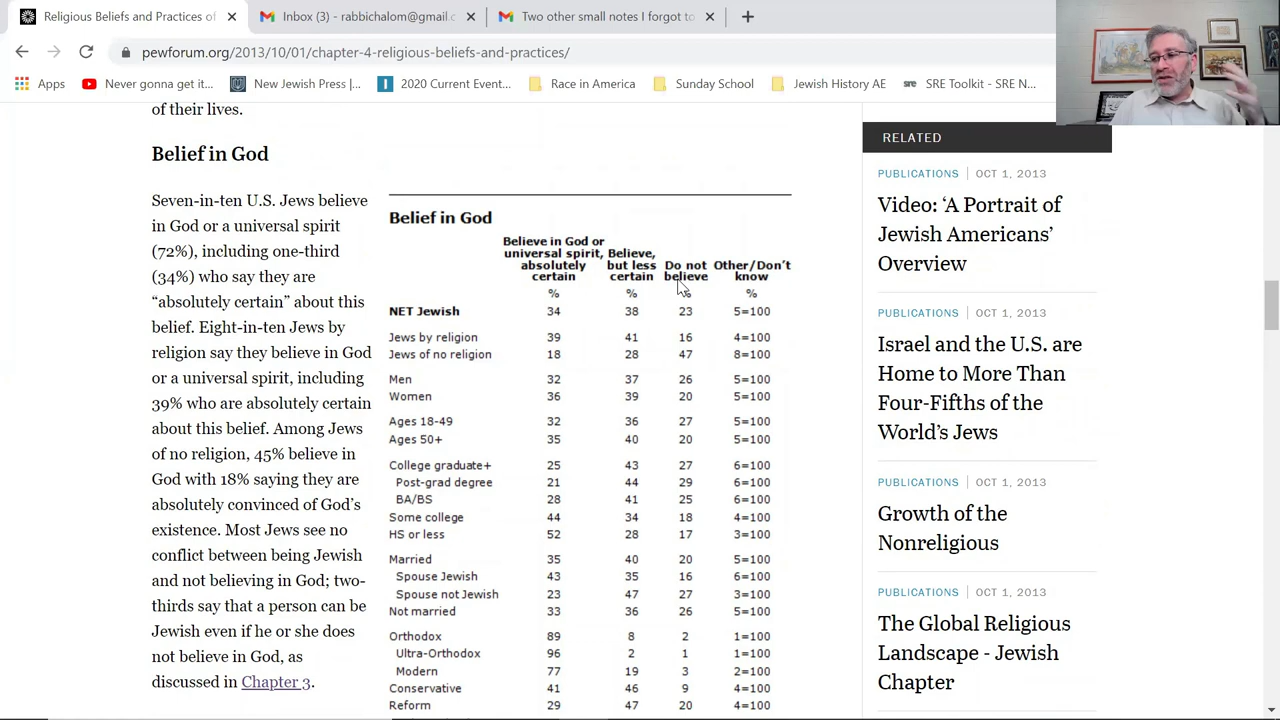 Religious Beliefs and Practices of
Inbox (3) - rabbichalom@gmail.
Two other small notes I forgot to
pewforum.org/2013/10/01/chapter-4-religious-beliefs-and-practices/
Apps
Never gonna get it...
New Jewish Press |...
2020 Current Event...
Race in America
Sunday School
Jewish History AE
SRE Toolkit - SRE N...
of their lives.
Belief in God
Seven-in-ten U.S. Jews believe
in God or a universal spirit
(72%), including one-third
(34%) who say they are
“absolutely certain” about this
belief. Eight-in-ten Jews by
religion say they believe in God
or a universal spirit, including
39% who are absolutely certain
about this belief. Among Jews
of no religion, 45% believe in
God with 18% saying they are
absolutely convinced of God’s
existence. Most Jews see no
conflict between being Jewish
and not believing in God; two-
thirds say that a person can be
Jewish even if he or she does
not believe in God, as
discussed in Chapter 3.
Belief in God
Believe in God or
universal spirit, Believe,
absolutely but less Do not Other/Don’t
certain certain believe know
% % % %
NET Jewish 34 38 23 5=100
Jews by religion 39 41 16 4=100
Jews of no religion 18 28 47 8=100
Men 32 37 26 5=100
Women 36 39 20 5=100
Ages 18-49 32 36 27 5=100
Ages 50+ 35 40 20 5=100
College graduate+ 25 43 27 6=100
Post-grad degree 21 44 29 6=100
BA/BS 28 41 25 6=100
Some college 44 34 18 4=100
HS or less 52 28 17 3=100
Married 35 40 20 5=100
Spouse Jewish 43 35 16 6=100
Spouse not Jewish 23 47 27 3=100
Not married 33 36 26 5=100
Orthodox 89 8 2 1=100
Ultra-Orthodox 96 2 1 1=100
Modern 77 19 3 2=100
Conservative 41 46 9 4=100
Reform 29 47 20 4=100
RELATED
PUBLICATIONS | OCT 1, 2013
Video: ‘A Portrait of
Jewish Americans’
Overview
PUBLICATIONS | OCT 1, 2013
Israel and the U.S. are
Home to More Than
Four-Fifths of the
World’s Jews
PUBLICATIONS | OCT 1, 2013
Growth of the
Nonreligious
PUBLICATIONS | OCT 1, 2013
The Global Religious
Landscape - Jewish
Chapter